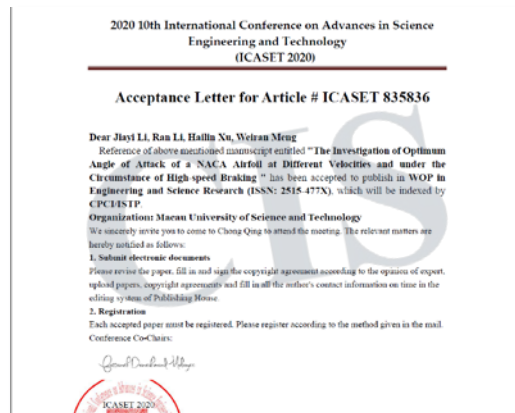 2020 10th International Conference on Advances in Science
Engineering and Technology
(ICASET 2020)
Acceptance Letter for Article # ICASET 835836
Dear Jiayi Li, Ran Li, Hailin Xu, Weiran Meng
Reference of above mentioned manuscript entitled "The Investigation of Optimum
Angle of Attack of a NACA Airfoil at Different Velocities and under the
Circumstance of High-speed Braking " has been accepted to publish in WOP in
Engineering and Science Research (ISSN: 2515-477X), which will be indexed by
CPCI/ISTP.
Organization: Macau University of Science and Technology
We sincerely invite you to come to Chong Qing to attend the meeting. The relevant matters are
hereby notified as follows:
1. Submit electronic documents
Please revise the paper, fill in and sign the copyright agreement according to the opinion of expert,
upload papers, copyright agreements and fill in all the author's contact information on time in the
editing system of Publishing House.
2. Registration
Each accepted paper must be registered. Please register according to the method given in the mail.
Conference Co-Chairs:
ICASET 2020
CIS